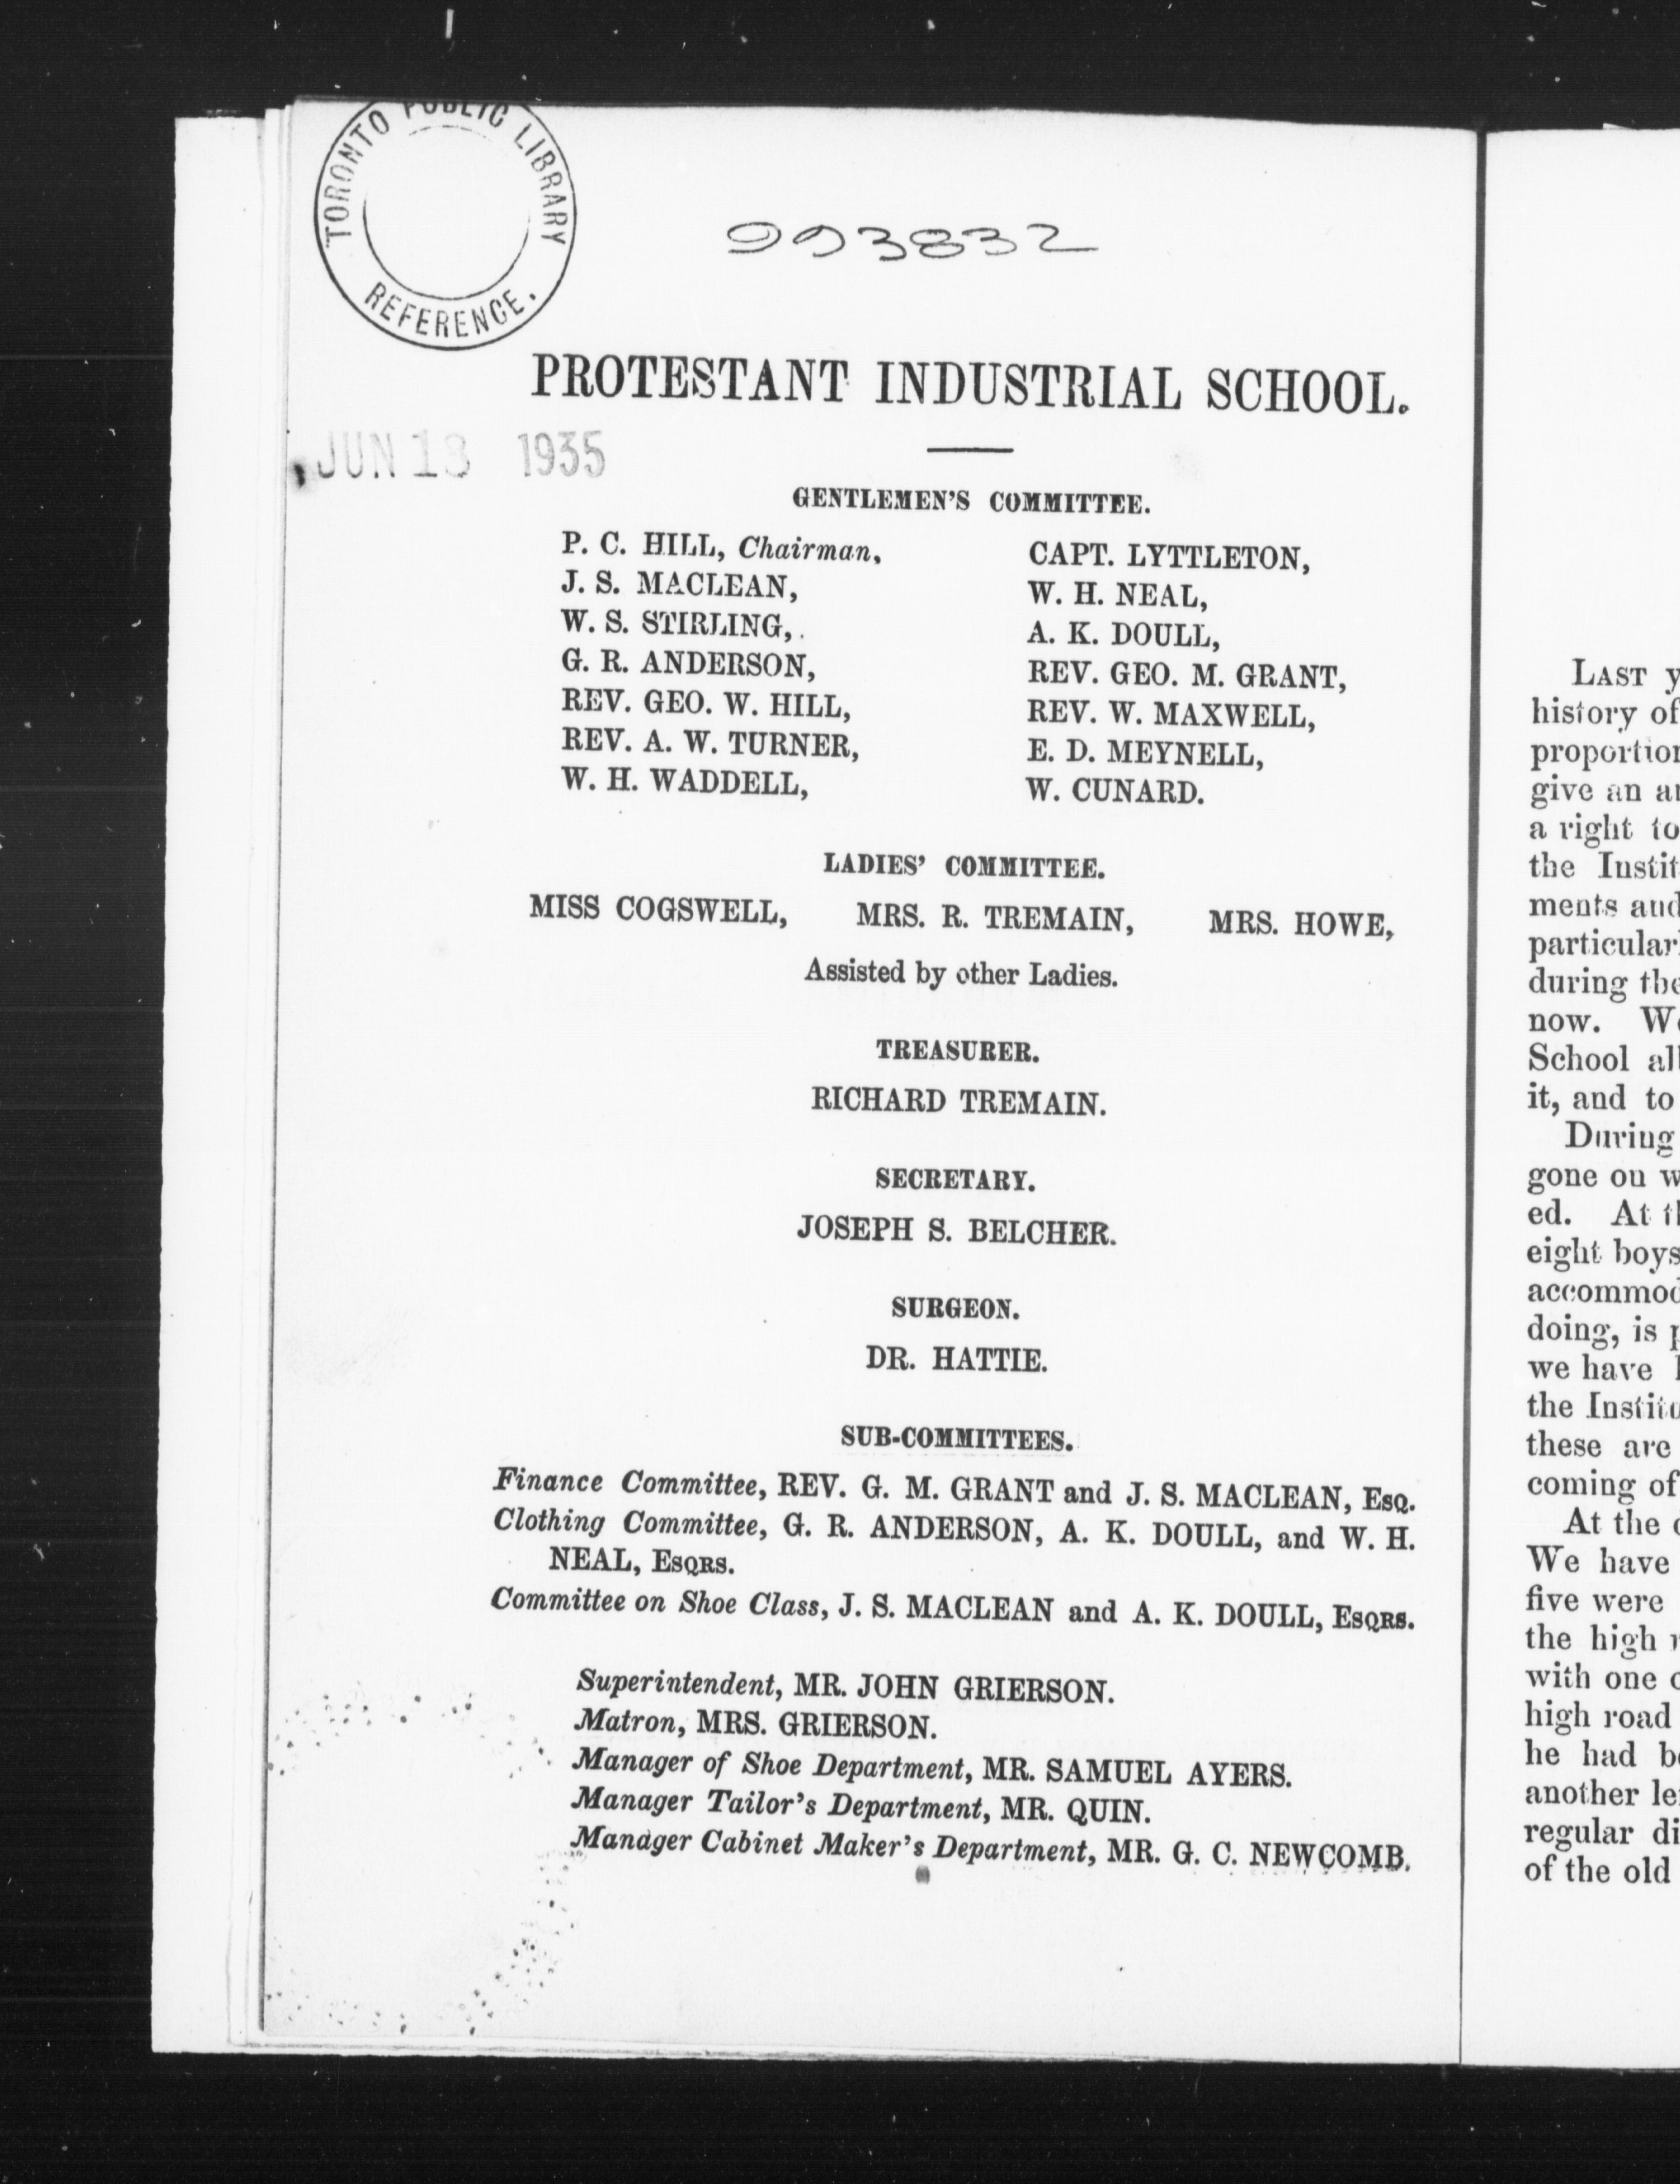 TORONTO PUBLIC LIBRARY
REFERENCE.
993832
PROTESTANT INDUSTRIAL SCHOOL.
JUN 13 1935
GENTLEMEN'S COMMITTEE.
P. C. HILL, Chairman,
J. S. MACLEAN,
W. S. STIRLING,
G. R. ANDERSON,
REV. GEO. W. HILL,
REV. A. W. TURNER,
W. H. WADDELL,
CAPT. LYTTLETON,
W. H. NEAL,
A. K. DOULL,
REV. GEO. M. GRANT,
REV. W. MAXWELL,
E. D. MEYNELL,
W. CUNARD.
LADIES' COMMITTEE.
MISS COGSWELL, MRS. R. TREMAIN, MRS. HOWE,
Assisted by other Ladies.
TREASURER.
RICHARD TREMAIN.
SECRETARY.
JOSEPH S. BELCHER.
SURGEON.
DR. HATTIE.
SUB-COMMITTEES.
Finance Committee, REV. G. M. GRANT and J. S. MACLEAN, ESQ.
Clothing Committee, G. R. ANDERSON, A. K. DOULL, and W. H.
NEAL, ESQRS.
Committee on Shoe Class, J. S. MACLEAN and A. K. DOULL, ESQRS.
Superintendent, MR. JOHN GRIERSON.
Matron, MRS. GRIERSON.
Manager of Shoe Department, MR. SAMUEL AYERS.
Manager Tailor's Department, MR. QUIN.
Manager Cabinet Maker's Department, MR. G. C. NEWCOMB.
LAST
history of
give an
a right to
the
ments and
during
now.
School
it, and to
During
gone ou
ed. At
eight boys
doing, is
we have
the
these are
coming of
At the
We have
five were
the high
with one
high road
he had
another
regular
of the old